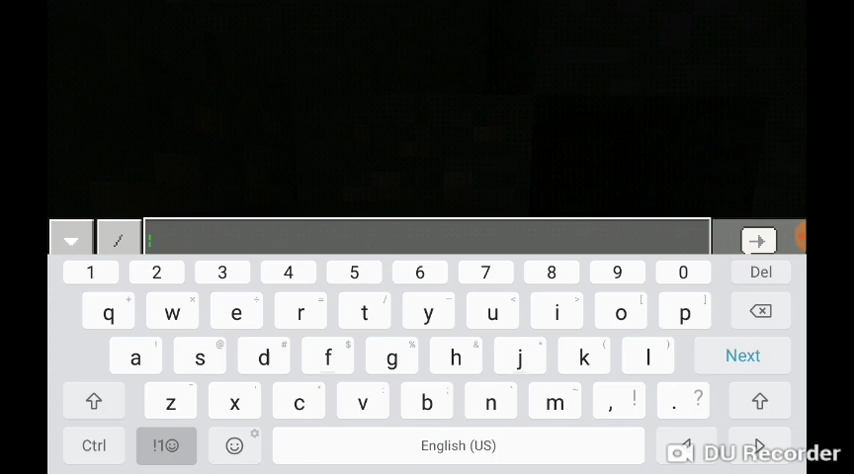 /
1 2 3 4 5 6 7 8 9 0 Del
q + w × e ÷ r = t / y _ u < i > o [ p ]
a ! s @ d # f $ g % h & j * k ( l ) Next
z - x ' c " v : b ; n , m ~ , ! . ?
Ctrl !1☺ English (US)
DU Recorder